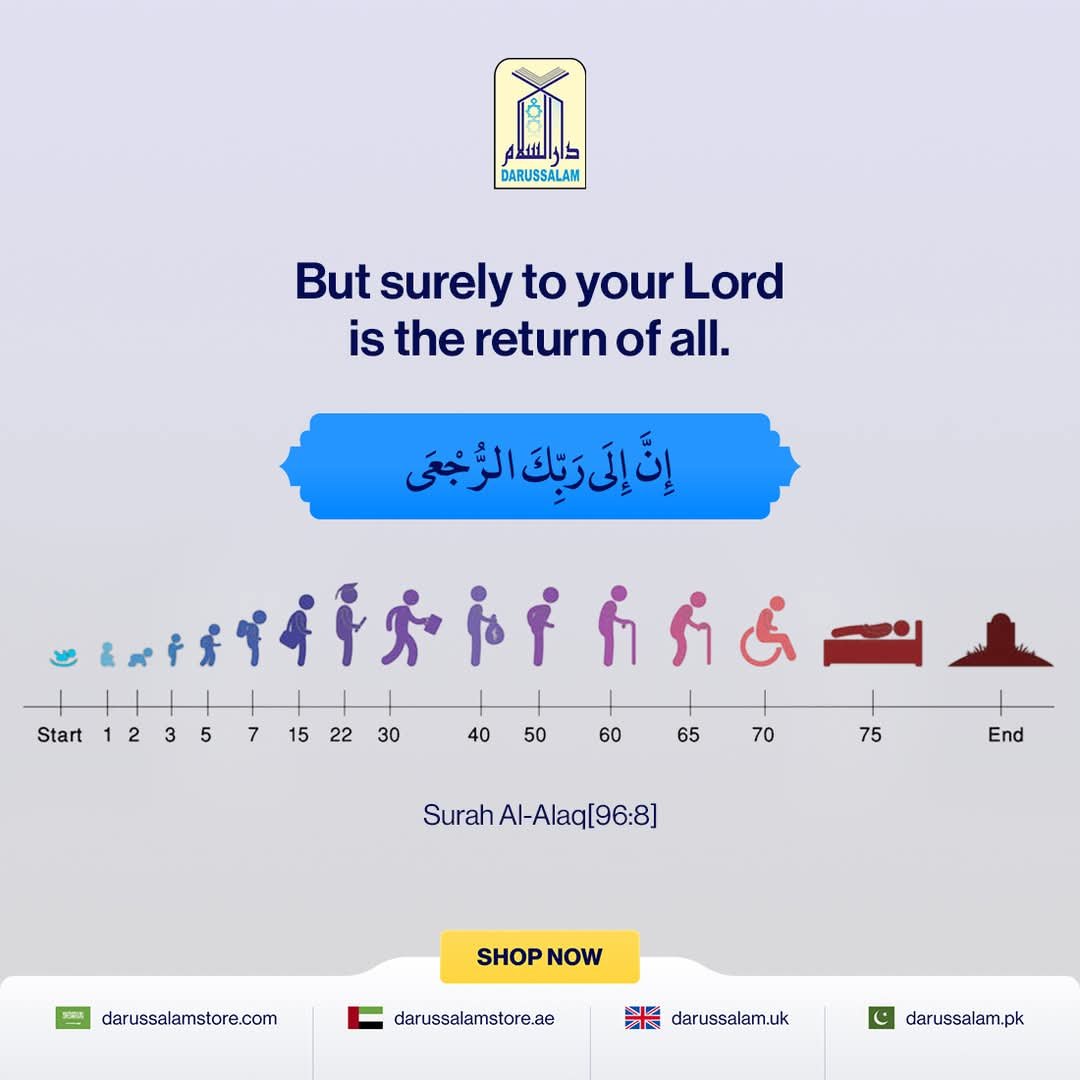 دار السلام
DARUSSALAM
But surely to your Lord
is the return of all.
إِنَّ إِلَى رَبِّكَ الرُّجْعَى
Start 1 2 3 5 7 15 22 30 40 50 60 65 70 75 End
Surah Al-Alaq[96:8]
SHOP NOW
darussalamstore.com darussalamstore.ae darussalam.uk darussalam.pk